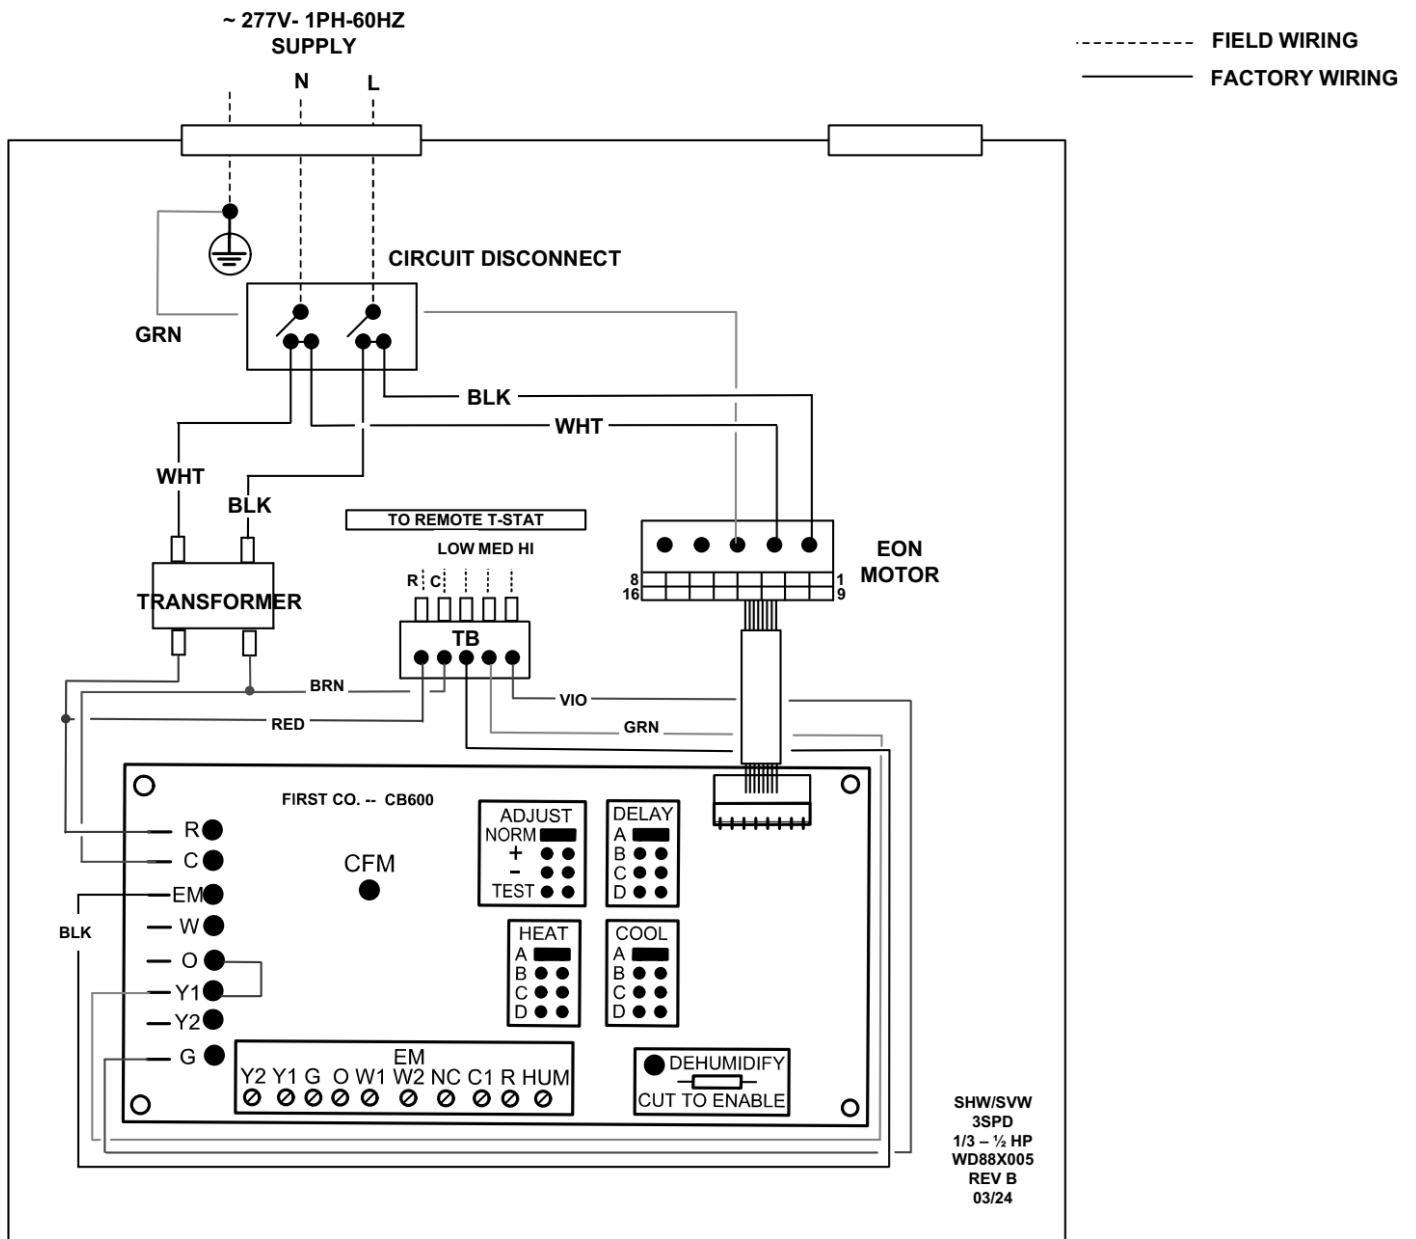 ~ 277V- 1PH-60HZ
SUPPLY
N L
FIELD WIRING
FACTORY WIRING
CIRCUIT DISCONNECT
GRN
BLK
WHT
WHT
BLK
TO REMOTE T-STAT
LOW MED HI
R C
EON
MOTOR
8 1
16 9
TRANSFORMER
TB
BRN
VIO
RED
GRN
FIRST CO. -- CB600
R
C
EM
W
O
Y1
Y2
G
BLK
CFM
ADJUST
NORM
+
-
TEST
DELAY
A
B
C
D
HEAT
A
B
C
D
COOL
A
B
C
D
EM
Y2 Y1 G O W1 W2 NC C1 R HUM
DEHUMIDIFY
CUT TO ENABLE
SHW/SVW
3SPD
1/3 – ½ HP
WD88X005
REV B
03/24